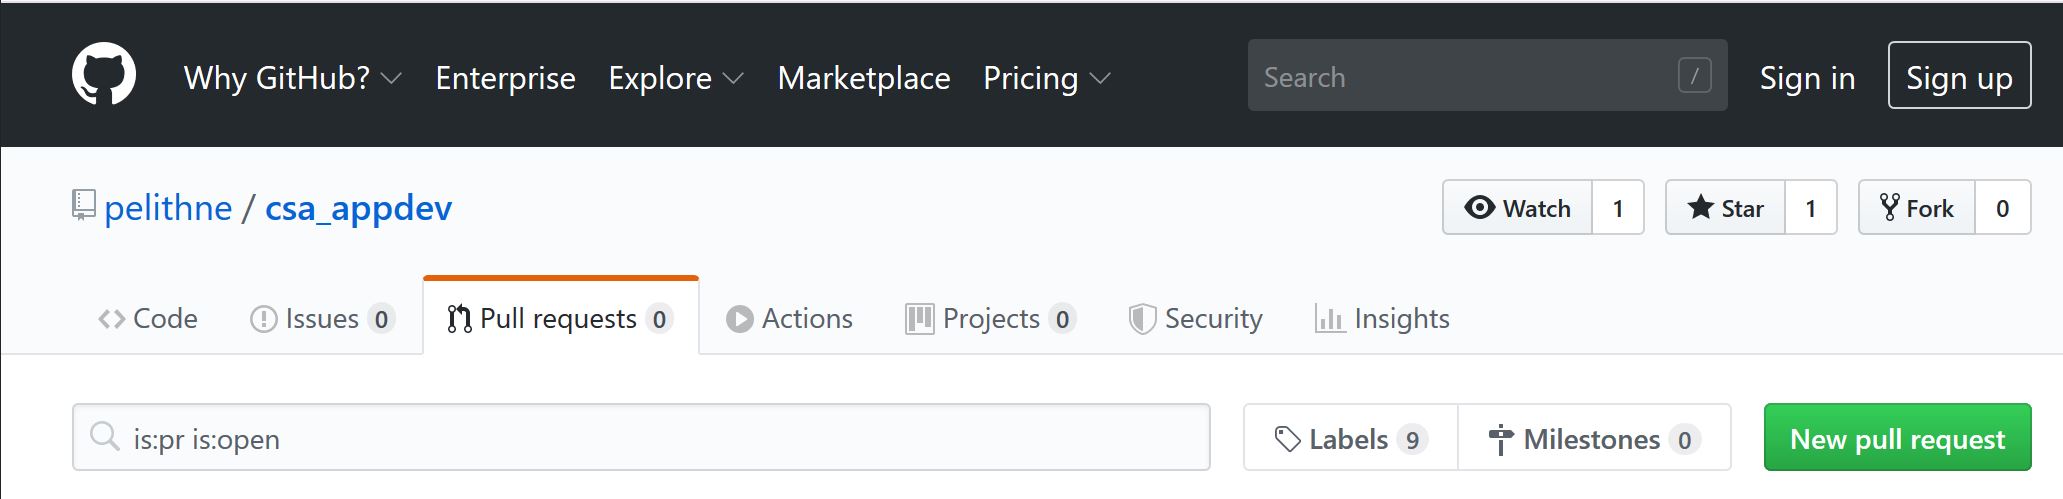 Why GitHub? Enterprise Explore Marketplace Pricing Search / Sign in Sign up
pelithne / csa_appdev Watch 1 Star 1 Fork 0
Code Issues 0 Pull requests 0 Actions Projects 0 Security Insights
is:pr is:open Labels 9 Milestones 0 New pull request